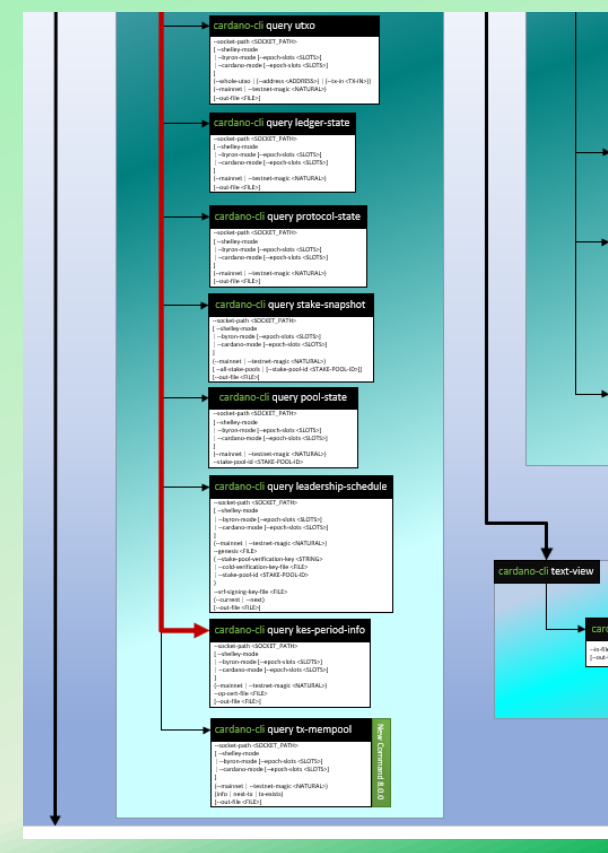 cardano-cli query utxo
--socket-path <SOCKET_PATH>
[ --shelley-mode
| --byron-mode [--epoch-slots <SLOTS>]
| --cardano-mode [--epoch-slots <SLOTS>]
]
(--whole-utxo | (--address <ADDRESS>) | (--tx-in <TX-IN>))
(--mainnet | --testnet-magic <NATURAL>)
[--out-file <FILE>]
cardano-cli query ledger-state
--socket-path <SOCKET_PATH>
[ --shelley-mode
| --byron-mode [--epoch-slots <SLOTS>]
| --cardano-mode [--epoch-slots <SLOTS>]
]
(--mainnet | --testnet-magic <NATURAL>)
[--out-file <FILE>]
cardano-cli query protocol-state
--socket-path <SOCKET_PATH>
[ --shelley-mode
| --byron-mode [--epoch-slots <SLOTS>]
| --cardano-mode [--epoch-slots <SLOTS>]
]
(--mainnet | --testnet-magic <NATURAL>)
[--out-file <FILE>]
cardano-cli query stake-snapshot
--socket-path <SOCKET_PATH>
[ --shelley-mode
| --byron-mode [--epoch-slots <SLOTS>]
| --cardano-mode [--epoch-slots <SLOTS>]
]
(--mainnet | --testnet-magic <NATURAL>)
[ --all-stake-pools | (--stake-pool-id <STAKE-POOL-ID>)]
[--out-file <FILE>]
cardano-cli query pool-state
--socket-path <SOCKET_PATH>
[ --shelley-mode
| --byron-mode [--epoch-slots <SLOTS>]
| --cardano-mode [--epoch-slots <SLOTS>]
]
(--mainnet | --testnet-magic <NATURAL>)
--stake-pool-id <STAKE-POOL-ID>
cardano-cli query leadership-schedule
--socket-path <SOCKET_PATH>
[ --shelley-mode
| --byron-mode [--epoch-slots <SLOTS>]
| --cardano-mode [--epoch-slots <SLOTS>]
]
(--mainnet | --testnet-magic <NATURAL>)
--genesis <FILE>
( --stake-pool-verification-key <STRING>
| --cold-verification-key-file <FILE>
| --stake-pool-id <STAKE-POOL-ID>
)
--vrf-signing-key-file <FILE>
(--current | --next)
[--out-file <FILE>]
cardano-cli query kes-period-info
--socket-path <SOCKET_PATH>
[ --shelley-mode
| --byron-mode [--epoch-slots <SLOTS>]
| --cardano-mode [--epoch-slots <SLOTS>]
]
(--mainnet | --testnet-magic <NATURAL>)
--op-cert-file <FILE>
[--out-file <FILE>]
cardano-cli query tx-mempool
--socket-path <SOCKET_PATH>
[ --shelley-mode
| --byron-mode [--epoch-slots <SLOTS>]
| --cardano-mode [--epoch-slots <SLOTS>]
]
(--mainnet | --testnet-magic <NATURAL>)
(info | next-tx | tx-exists)
[--out-file <FILE>]
New Command 8.0.0
cardano-cli text-view